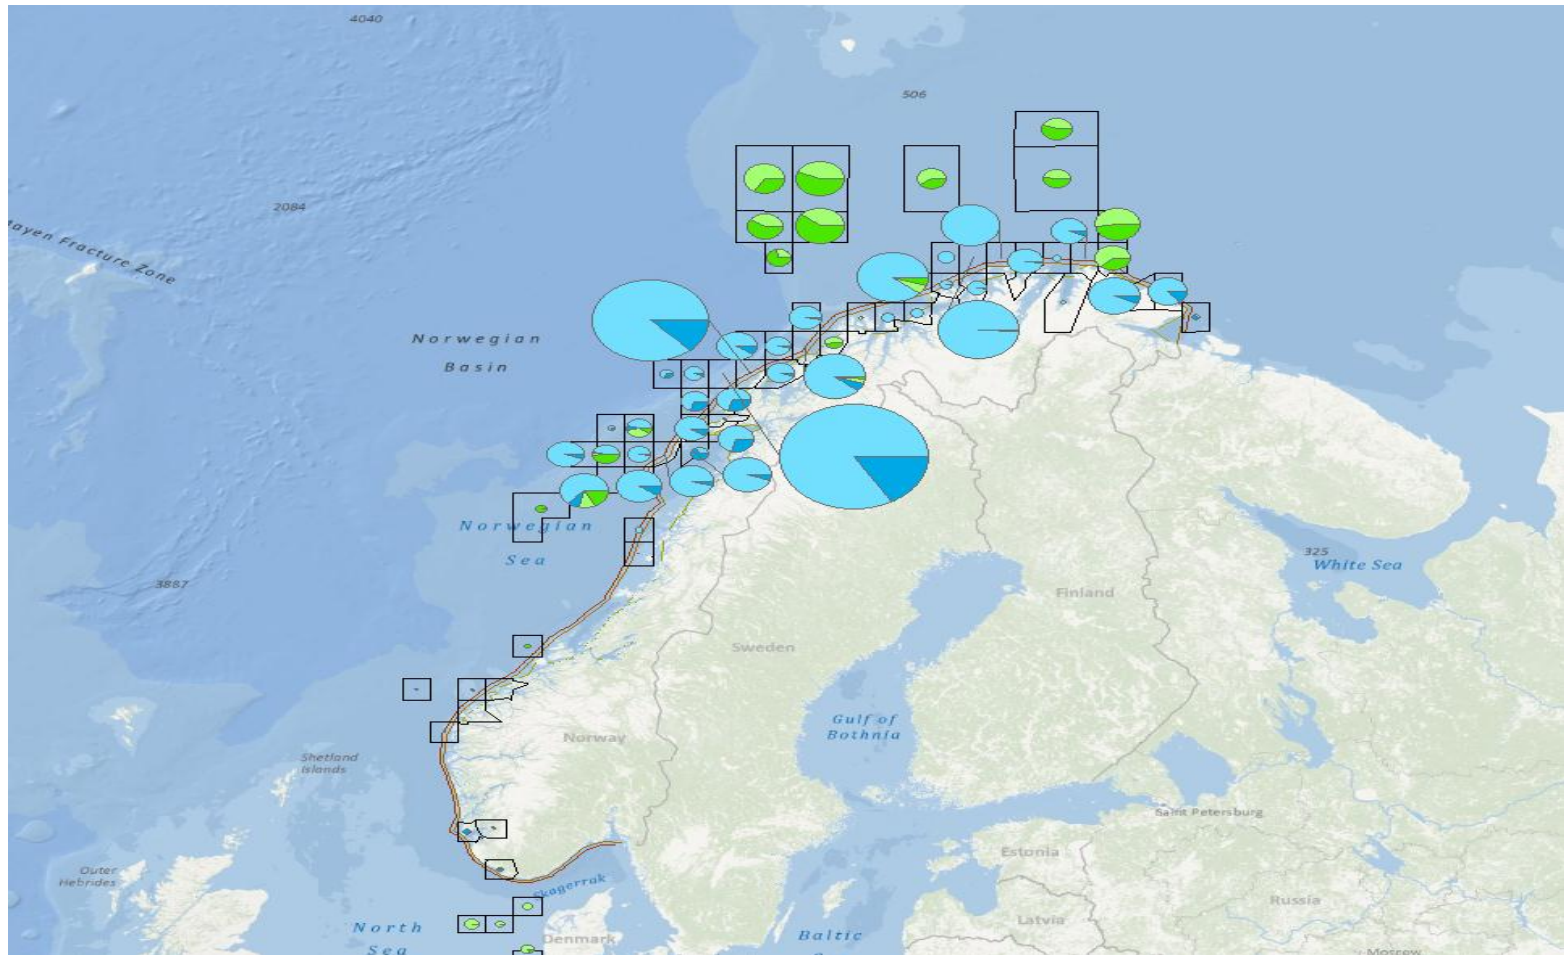 4040
506
2084
ayen Fracture Zone
Norwegian
Basin
Norwegian
Sea
3887
325
White Sea
Finland
Sweden
Gulf of
Bothnia
Norway
Shetland
Islands
Saint Petersburg
Estonia
Outer
Hebrides
Skagerrak
Russia
Latvia
North
Sea
Denmark
Baltic
Moscow